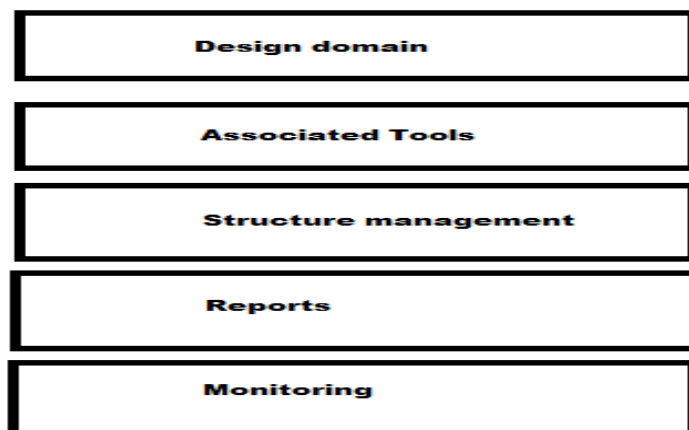 Design domain
Associated Tools
Structure management
Reports
Monitoring